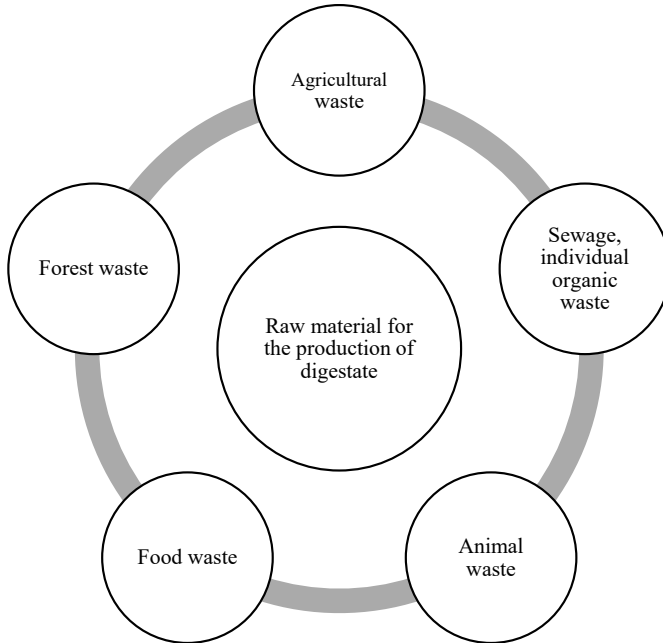 Agricultural
waste
Sewage,
individual
organic
waste
Forest waste
Raw material for
the production of
digestate
Food waste
Animal
waste